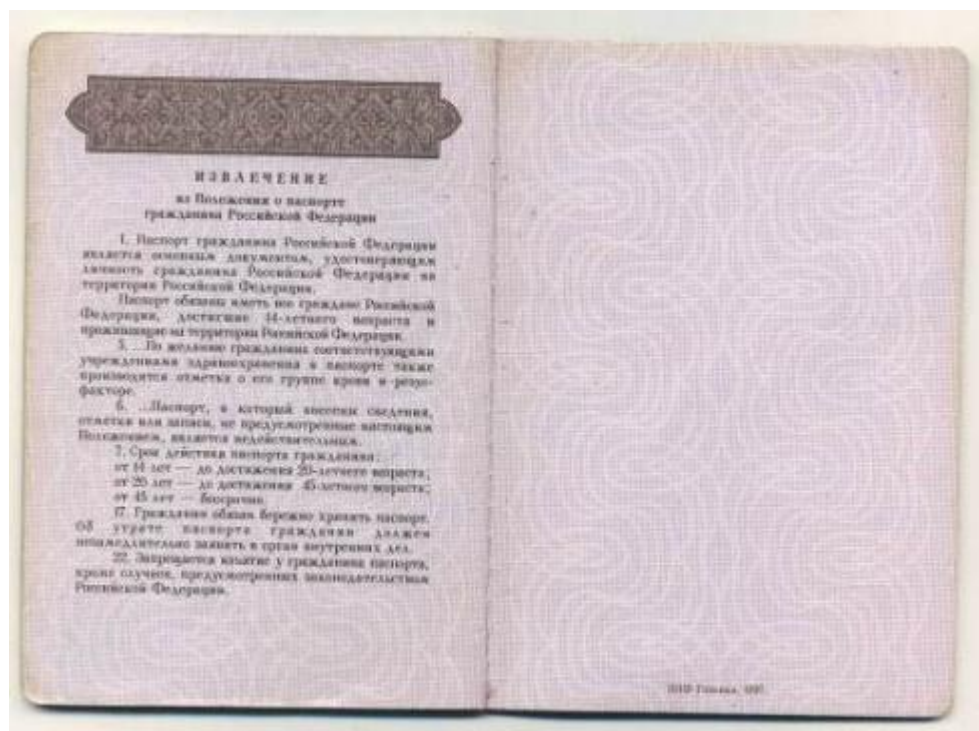 ИЗВЛЕЧЕНИЕ
из Положения о паспорте
гражданина Российской Федерации
1. Паспорт гражданина Российской Федерации
является основным документом, удостоверяющим
личность гражданина Российской Федерации на
территории Российской Федерации.
Паспорт обязаны иметь все граждане Российской
Федерации, достигшие 14-летнего возраста и
проживающие на территории Российской Федерации.
5. ...По желанию гражданина соответствующими
учреждениями здравоохранения в паспорте также
производится отметка о его группе крови и резус-
факторе.
6. ...Паспорт, в который внесены сведения,
отметки или записи, не предусмотренные настоящим
Положением, является недействительным.
7. Срок действия паспорта гражданина:
от 14 лет — до достижения 20-летнего возраста;
от 20 лет — до достижения 45-летнего возраста;
от 45 лет — бессрочно.
17. Гражданин обязан бережно хранить паспорт.
Об утрате паспорта гражданин должен
незамедлительно заявить в орган внутренних дел.
22. Запрещается изъятие у гражданина паспорта,
кроме случаев, предусмотренных законодательством
Российской Федерации.
Гознака, 1997.